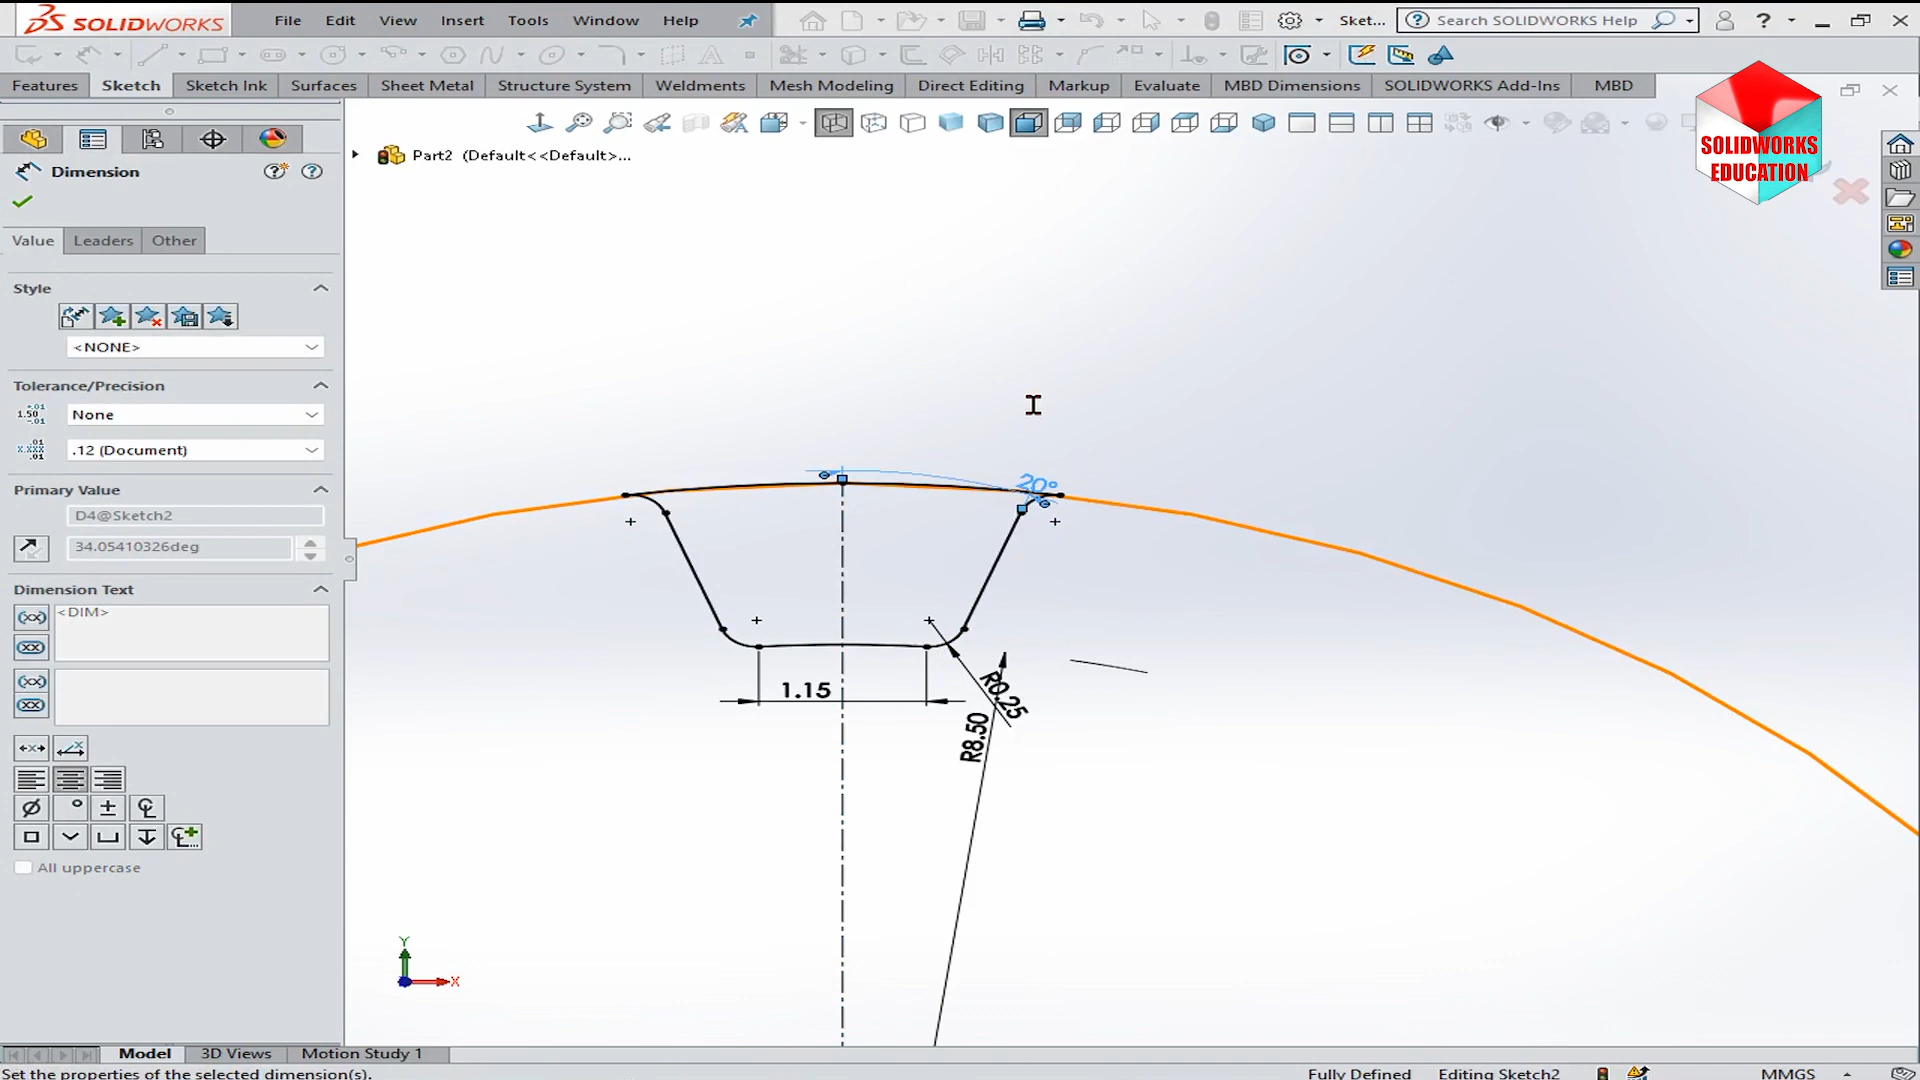 SOLIDWORKS File Edit View Insert Tools Window Help Sket... Search SOLIDWORKS Help ?
Features Sketch Sketch Ink Surfaces Sheet Metal Structure System Weldments Mesh Modeling Direct Editing Markup Evaluate MBD Dimensions SOLIDWORKS Add-Ins MBD
SOLIDWORKS
EDUCATION
Part2 (Default<<Default>...
Dimension
Value Leaders Other
Style
<NONE>
Tolerance/Precision
None
.12 (Document)
Primary Value
D4@Sketch2
34.05410326deg
Dimension Text
<DIM>
All uppercase
20°
1.15
R0.25
R8.50
Y
X
Model 3D Views Motion Study 1
Set the properties of the selected dimension(s). Fully Defined Editing Sketch2 MMGS